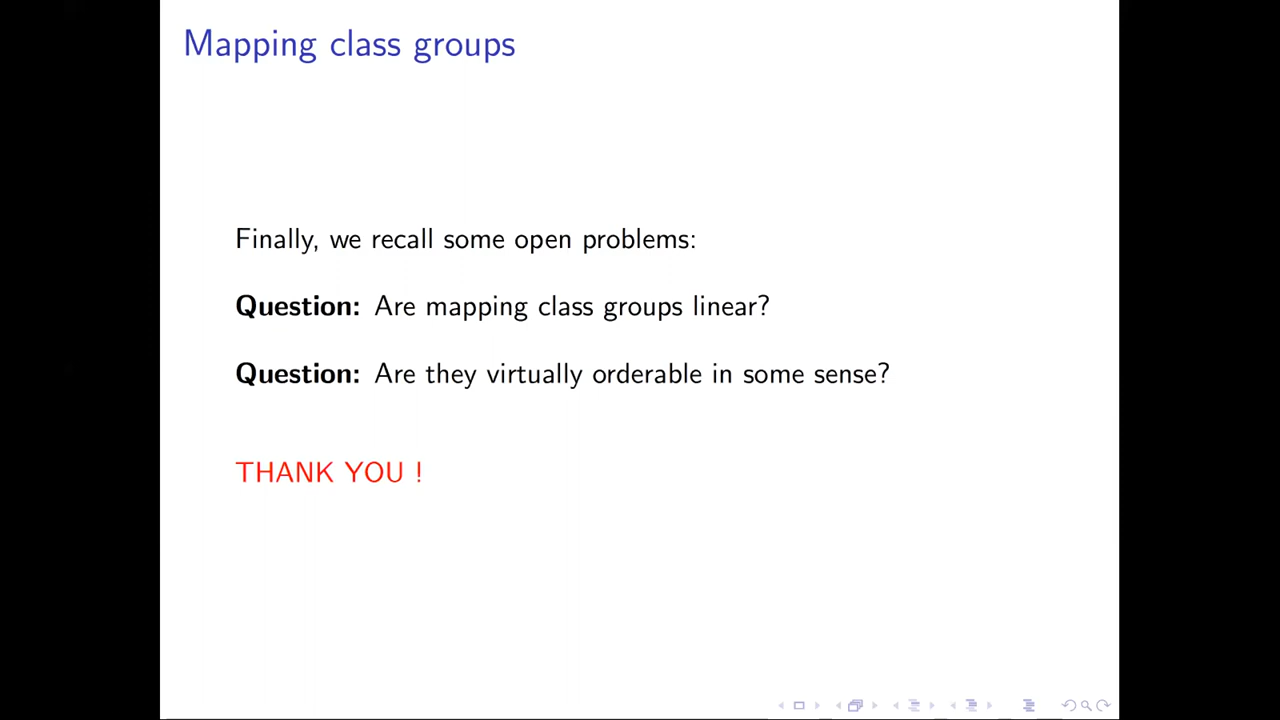 Mapping class groups
Finally, we recall some open problems:
Question: Are mapping class groups linear?
Question: Are they virtually orderable in some sense?
THANK YOU !